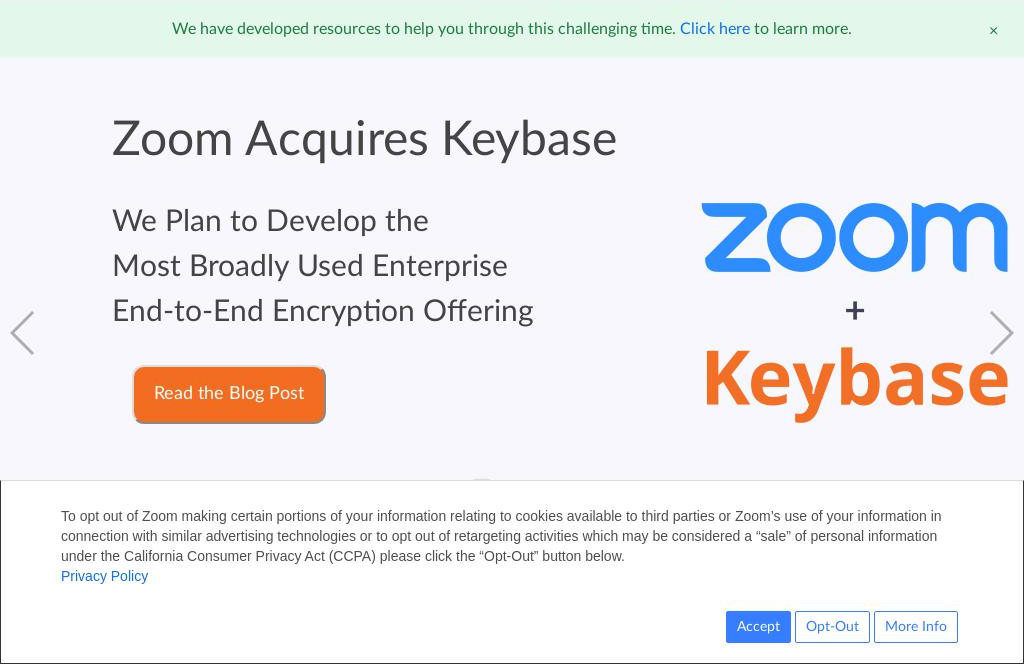 We have developed resources to help you through this challenging time. Click here to learn more.
×
Zoom Acquires Keybase
We Plan to Develop the
Most Broadly Used Enterprise
End-to-End Encryption Offering
Read the Blog Post
zoom
+
Keybase
To opt out of Zoom making certain portions of your information relating to cookies available to third parties or Zoom’s use of your information in
connection with similar advertising technologies or to opt out of retargeting activities which may be considered a “sale” of personal information
under the California Consumer Privacy Act (CCPA) please click the “Opt-Out” button below.
Privacy Policy
Accept Opt-Out More Info